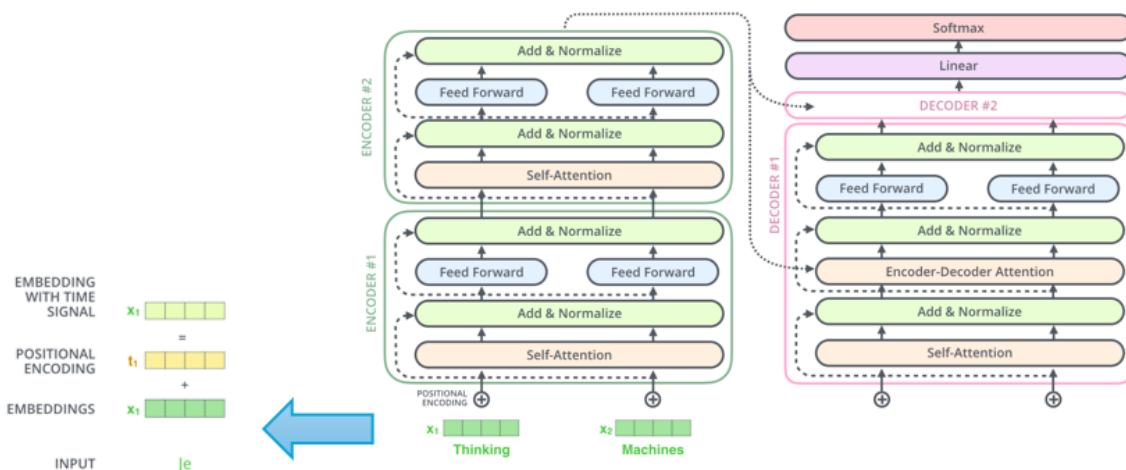 EMBEDDING
WITH TIME
SIGNAL
x1
=
POSITIONAL
ENCODING
t1
+
EMBEDDINGS
x1
INPUT
Je
ENCODER #2
Add & Normalize
Feed Forward
Feed Forward
Add & Normalize
Self-Attention
ENCODER #1
Add & Normalize
Feed Forward
Feed Forward
Add & Normalize
Self-Attention
POSITIONAL
ENCODING
x1
Thinking
x2
Machines
Softmax
Linear
DECODER #2
DECODER #1
Add & Normalize
Feed Forward
Feed Forward
Add & Normalize
Encoder-Decoder Attention
Add & Normalize
Self-Attention